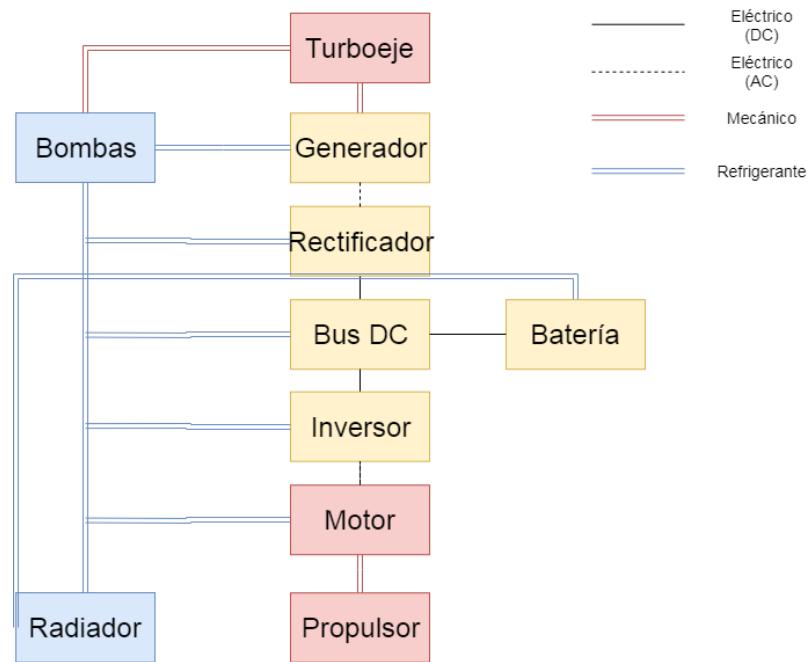 Turboeje
Bombas
Generador
Rectificador
Bus DC
Batería
Inversor
Motor
Radiador
Propulsor
Eléctrico
(DC)
Eléctrico
(AC)
Mecánico
Refrigerante